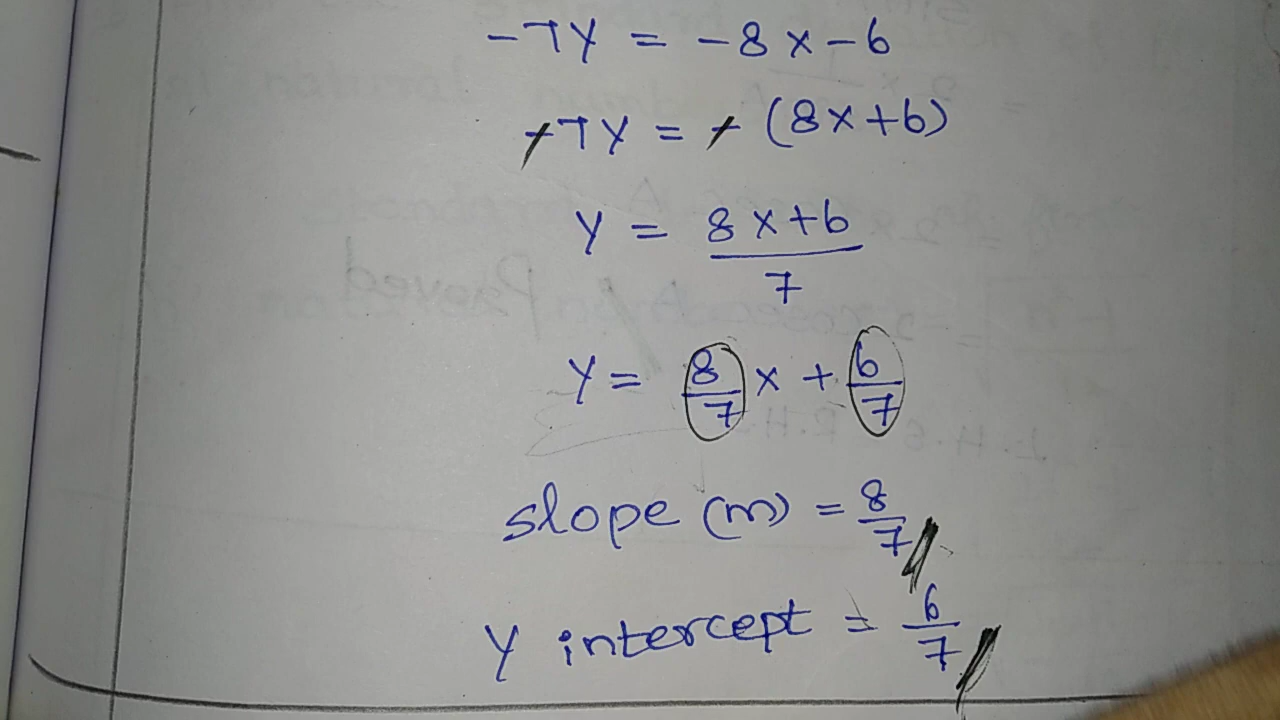 -7y = -8x-6
-7y = - (8x+6)
y = 8x+6/7
y = 8/7 x + 6/7
slope (m) = 8/7
y intercept = 6/7